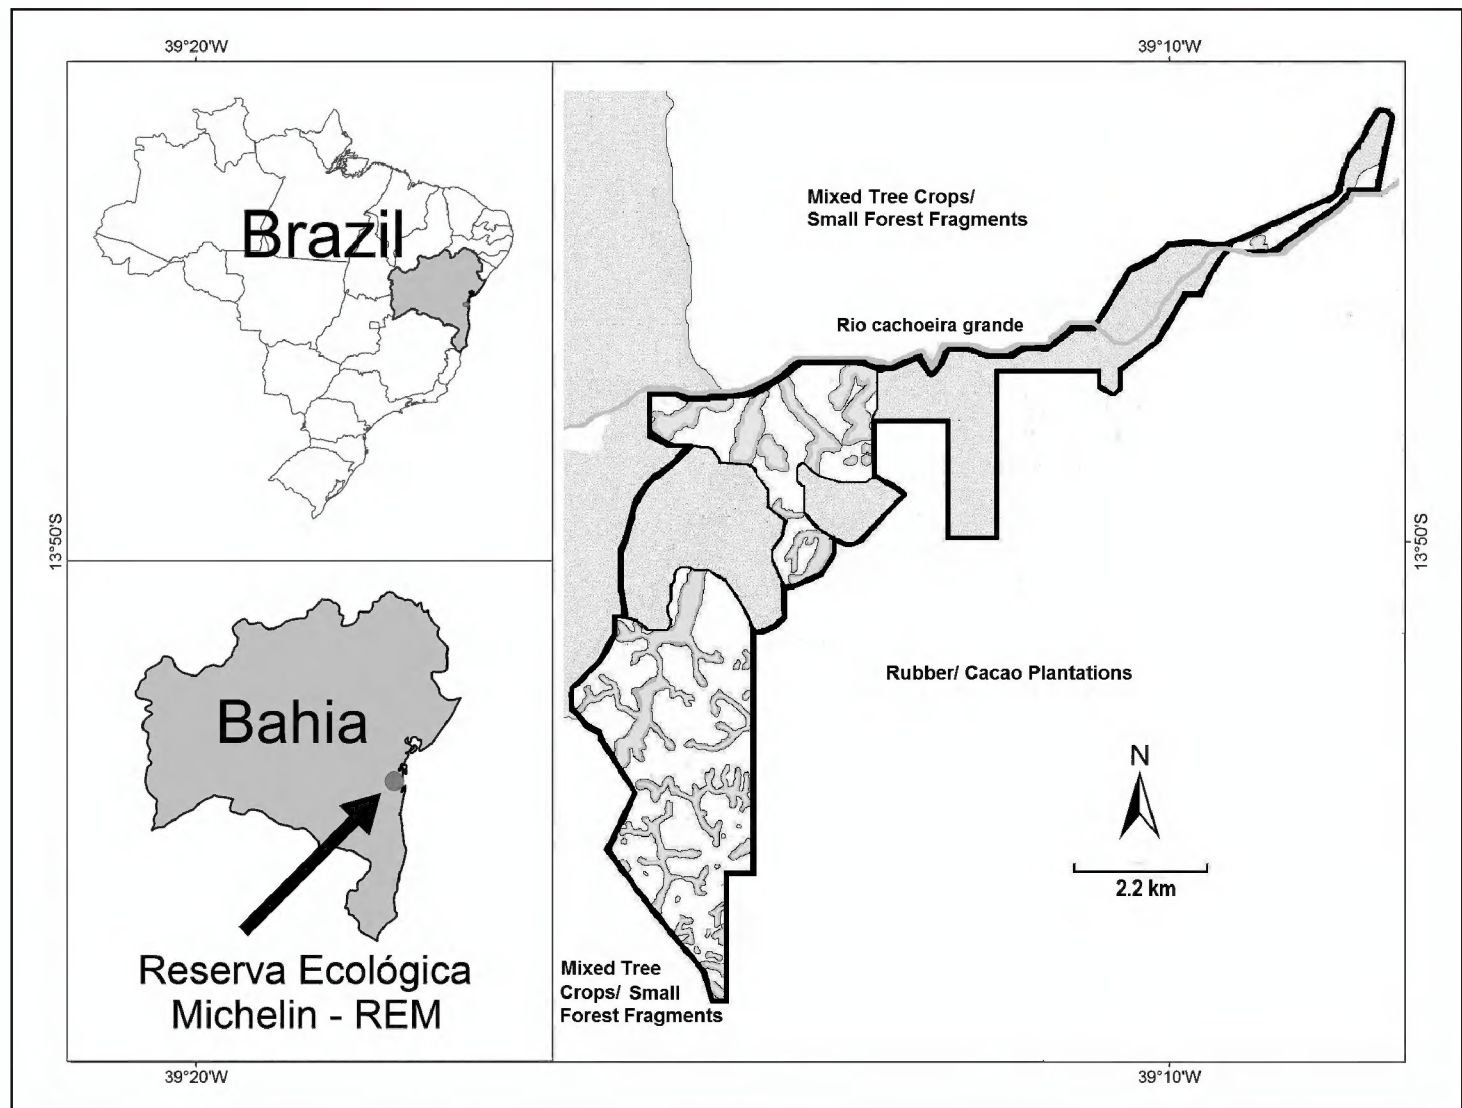 39°20'W
39°10'W
Brazil
Mixed Tree Crops/
Small Forest Fragments
Rio cachoeira grande
13°50'S
13°50'S
Bahia
Rubber/ Cacao Plantations
N
2.2 km
Reserva Ecológica
Michelin - REM
Mixed Tree
Crops/ Small
Forest Fragments
39°20'W
39°10'W